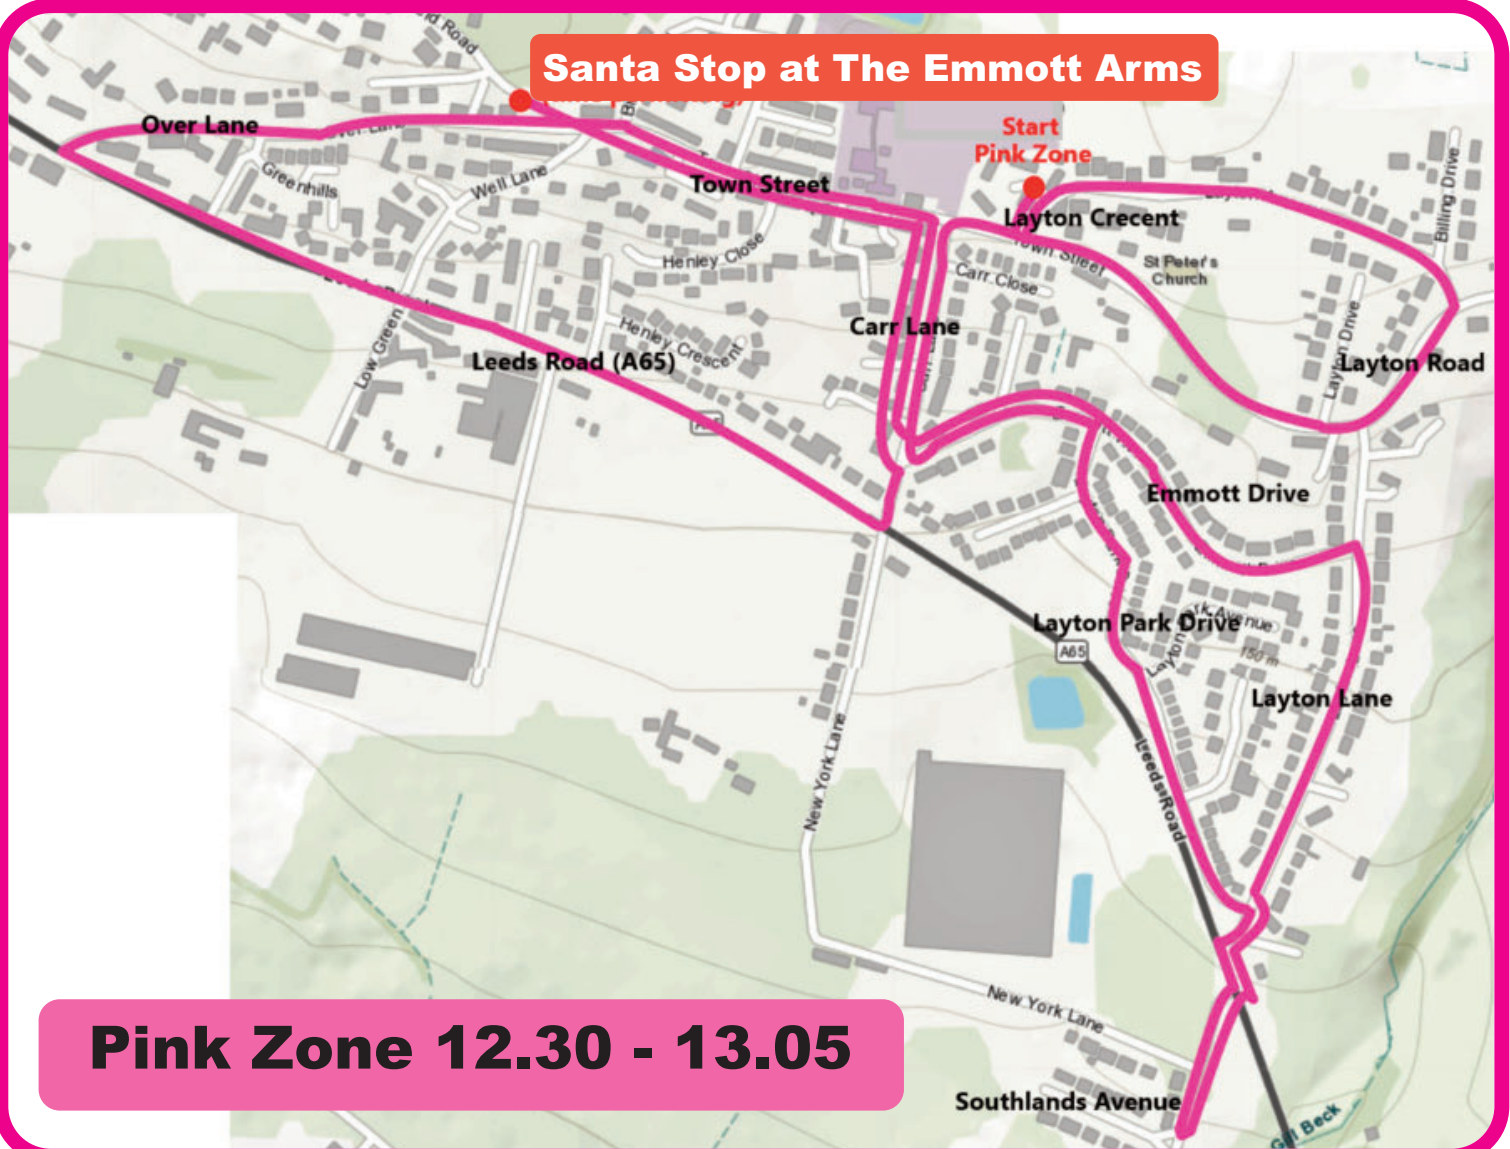 Santa Stop at The Emmott Arms
Over Lane
Start
Pink Zone
Greenhills
Well Lane
Town Street
Layton Crecent
Billing Drive
Town Street
St Peter's
Church
Henley Close
Carr Close
Carr Lane
Low Green
Henley Crescent
Leeds Road (A65)
Layton Drive
Layton Road
Emmott Drive
Layton Park Drive
A65
150 m
Layton Lane
New York Lane
Leeds Road
New York Lane
Pink Zone 12.30 - 13.05
Southlands Avenue
Gill Beck